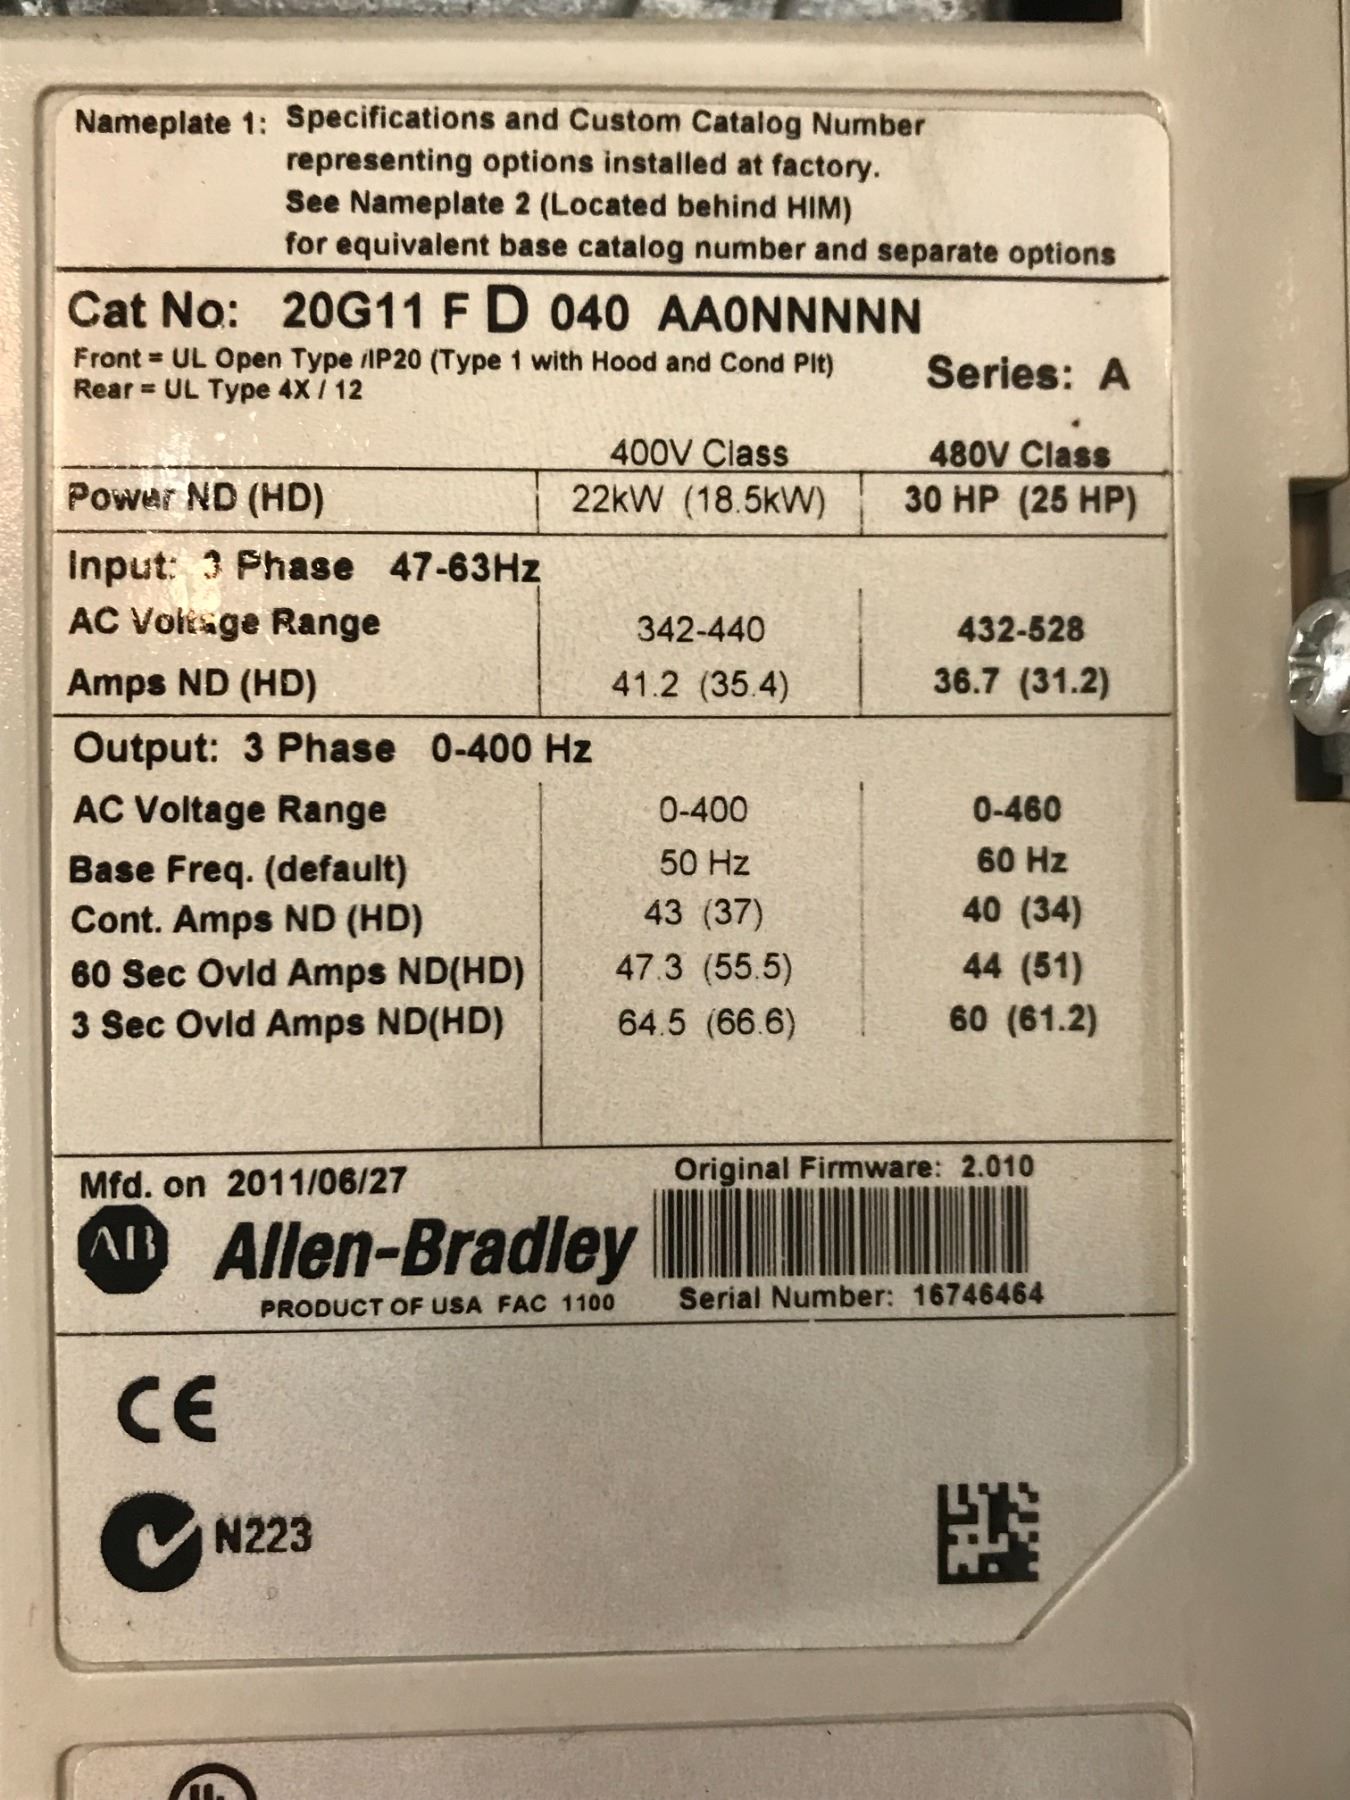 Nameplate 1: Specifications and Custom Catalog Number
representing options installed at factory.
See Nameplate 2 (Located behind HIM)
for equivalent base catalog number and separate options
Cat No: 20G11 F D 040 AA0NNNNN
Front = UL Open Type /IP20 (Type 1 with Hood and Cond Plt)
Rear = UL Type 4X / 12
Series: A
400V Class 480V Class
Power ND (HD) 22kW (18.5kW) 30 HP (25 HP)
Input: 3 Phase 47-63Hz
AC Voltage Range 342-440 432-528
Amps ND (HD) 41.2 (35.4) 36.7 (31.2)
Output: 3 Phase 0-400 Hz
AC Voltage Range 0-400 0-460
Base Freq. (default) 50 Hz 60 Hz
Cont. Amps ND (HD) 43 (37) 40 (34)
60 Sec Ovld Amps ND(HD) 47.3 (55.5) 44 (51)
3 Sec Ovld Amps ND(HD) 64.5 (66.6) 60 (61.2)
Mfd. on 2011/06/27 Original Firmware: 2.010
AB Allen-Bradley
PRODUCT OF USA FAC 1100 Serial Number: 16746464
CE
N223
UL